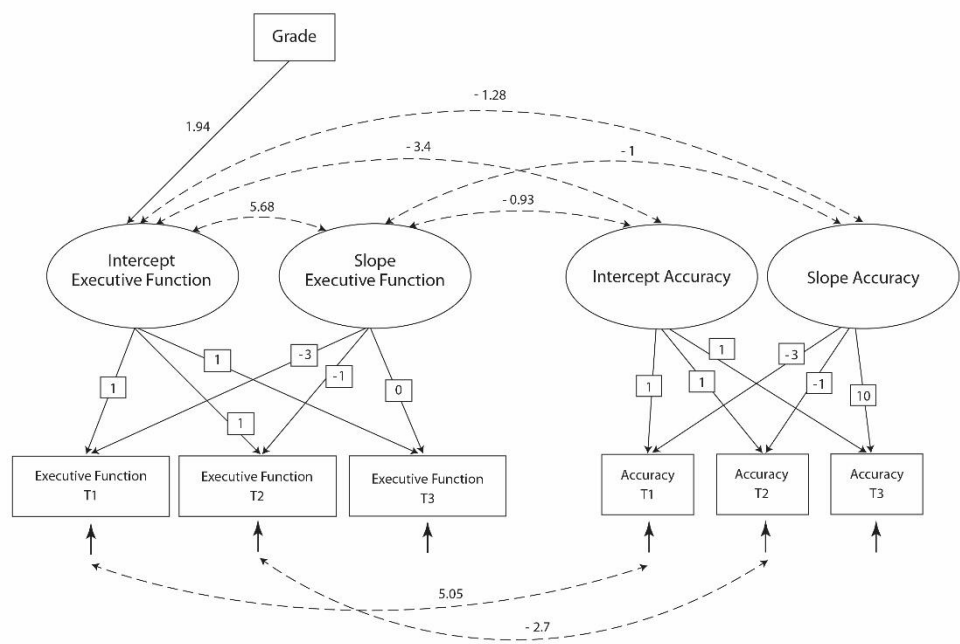 Grade
- 1.28
1.94
- 3.4
- 1
5.68
- 0.93
Intercept
Executive Function
Slope
Executive Function
Intercept Accuracy
Slope Accuracy
1
1
-3
1
-1
0
1
1
1
-3
-1
10
Executive Function
T1
Executive Function
T2
Executive Function
T3
Accuracy
T1
Accuracy
T2
Accuracy
T3
5.05
- 2.7